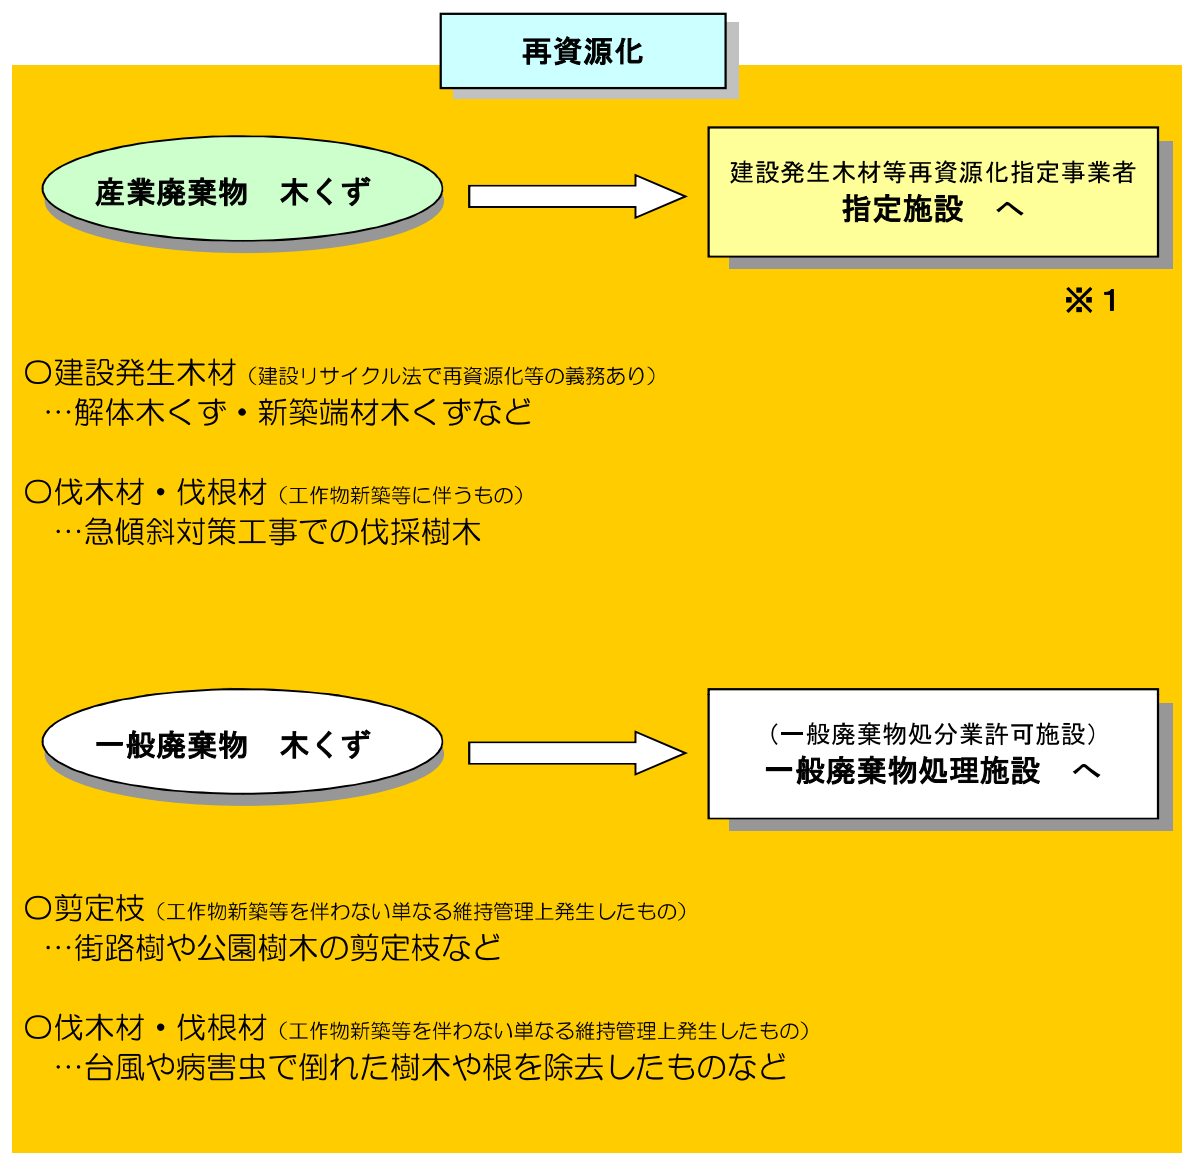 再資源化
産業廃棄物　木くず
建設発生木材等再資源化指定事業者
指定施設　へ
※１
〇建設発生木材（建設リサイクル法で再資源化等の義務あり）
…解体木くず・新築端材木くずなど
〇伐木材・伐根材（工作物新築等に伴うもの）
…急傾斜対策工事での伐採樹木
一般廃棄物　木くず
（一般廃棄物処分業許可施設）
一般廃棄物処理施設　へ
〇剪定枝（工作物新築等を伴わない単なる維持管理上発生したもの）
…街路樹や公園樹木の剪定枝など
〇伐木材・伐根材（工作物新築等を伴わない単なる維持管理上発生したもの）
…台風や病害虫で倒れた樹木や根を除去したものなど